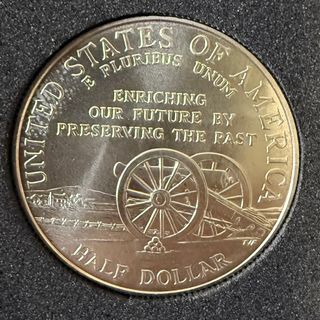 UNITED STATES OF AMERICA
E PLURIBUS UNUM
ENRICHING
OUR FUTURE BY
PRESERVING THE PAST
HALF DOLLAR